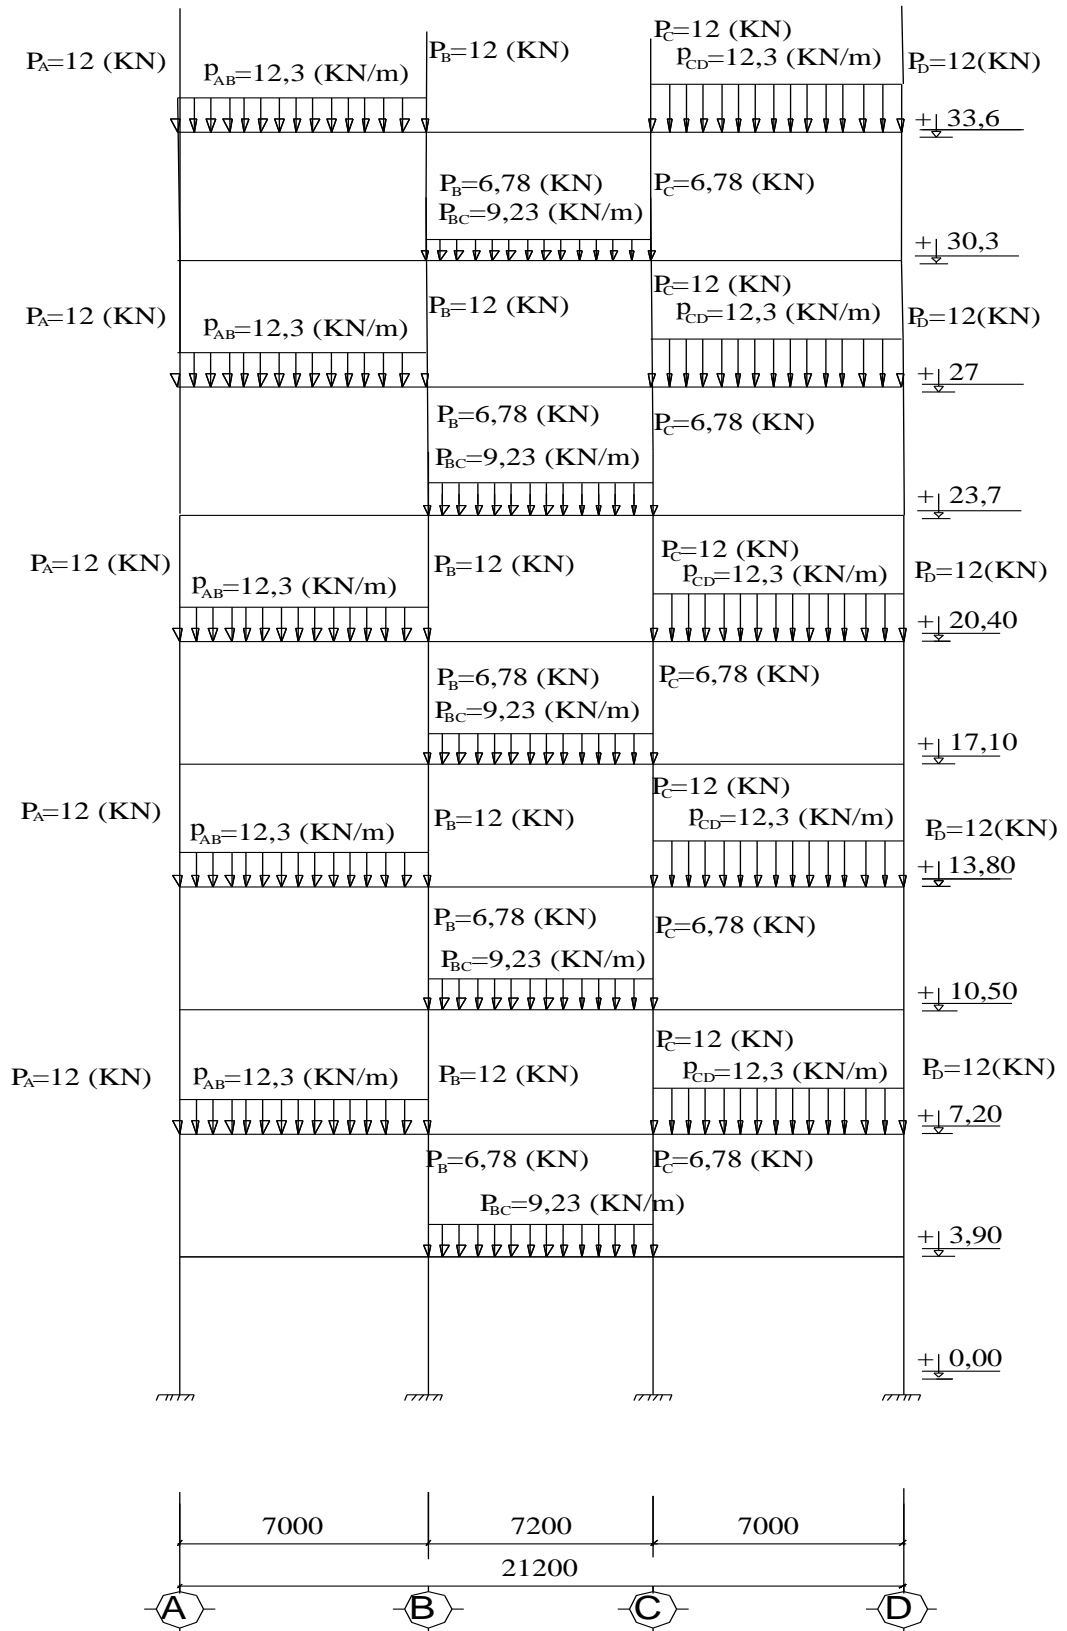 P_A=12 (KN)
p_AB=12,3 (KN/m)
P_B=12 (KN)
P_C=12 (KN)
p_CD=12,3 (KN/m)
P_D=12(KN)
+ 33,6
P_B=6,78 (KN)
P_C=6,78 (KN)
P_BC=9,23 (KN/m)
+ 30,3
P_A=12 (KN)
p_AB=12,3 (KN/m)
P_B=12 (KN)
P_C=12 (KN)
p_CD=12,3 (KN/m)
P_D=12(KN)
+ 27
P_B=6,78 (KN)
P_C=6,78 (KN)
P_BC=9,23 (KN/m)
+ 23,7
P_A=12 (KN)
p_AB=12,3 (KN/m)
P_B=12 (KN)
P_C=12 (KN)
p_CD=12,3 (KN/m)
P_D=12(KN)
+ 20,40
P_B=6,78 (KN)
P_C=6,78 (KN)
P_BC=9,23 (KN/m)
+ 17,10
P_A=12 (KN)
p_AB=12,3 (KN/m)
P_B=12 (KN)
P_C=12 (KN)
p_CD=12,3 (KN/m)
P_D=12(KN)
+ 13,80
P_B=6,78 (KN)
P_C=6,78 (KN)
P_BC=9,23 (KN/m)
+ 10,50
P_A=12 (KN)
p_AB=12,3 (KN/m)
P_B=12 (KN)
P_C=12 (KN)
p_CD=12,3 (KN/m)
P_D=12(KN)
+ 7,20
P_B=6,78 (KN)
P_C=6,78 (KN)
P_BC=9,23 (KN/m)
+ 3,90
+ 0,00
7000 7200 7000
21200
A B C D